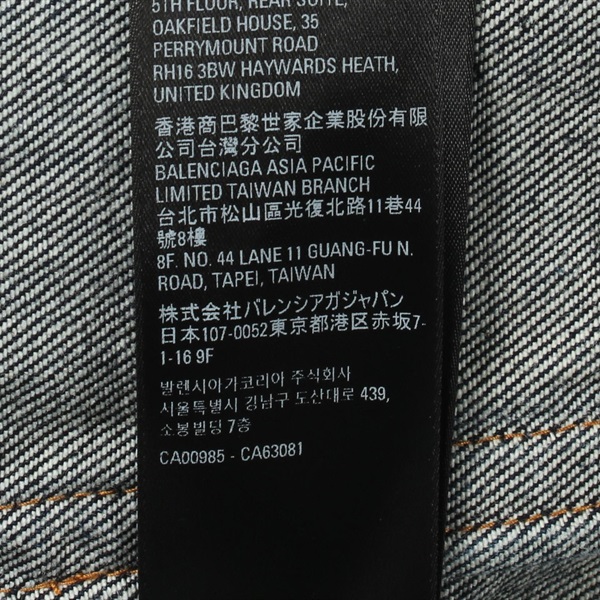 5TH FLOOR, REAR SUITE,
OAKFIELD HOUSE, 35
PERRYMOUNT ROAD
RH16 3BW HAYWARDS HEATH,
UNITED KINGDOM
香港商巴黎世家企業股份有限
公司台灣分公司
BALENCIAGA ASIA PACIFIC
LIMITED TAIWAN BRANCH
台北市松山區光復北路11巷44
號8樓
8F. NO. 44 LANE 11 GUANG-FU N.
ROAD, TAPEI, TAIWAN
株式会社バレンシアガジャパン
日本107-0052東京都港区赤坂7-
1-16 9F
발렌시아가코리아 주식회사
서울특별시 강남구 도산대로 439,
소봉빌딩 7층
CA00985 - CA63081